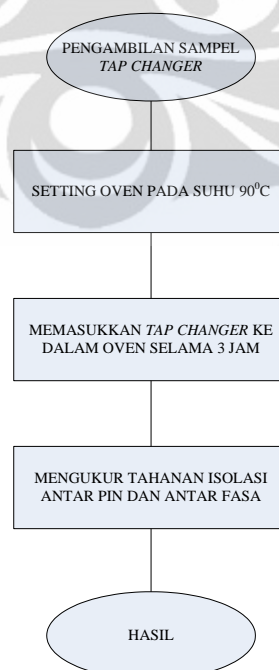 PENGAMBILAN SAMPEL
TAP CHANGER
SETTING OVEN PADA SUHU 90⁰C
MEMASUKKAN TAP CHANGER KE
DALAM OVEN SELAMA 3 JAM
MENGUKUR TAHANAN ISOLASI
ANTAR PIN DAN ANTAR FASA
HASIL